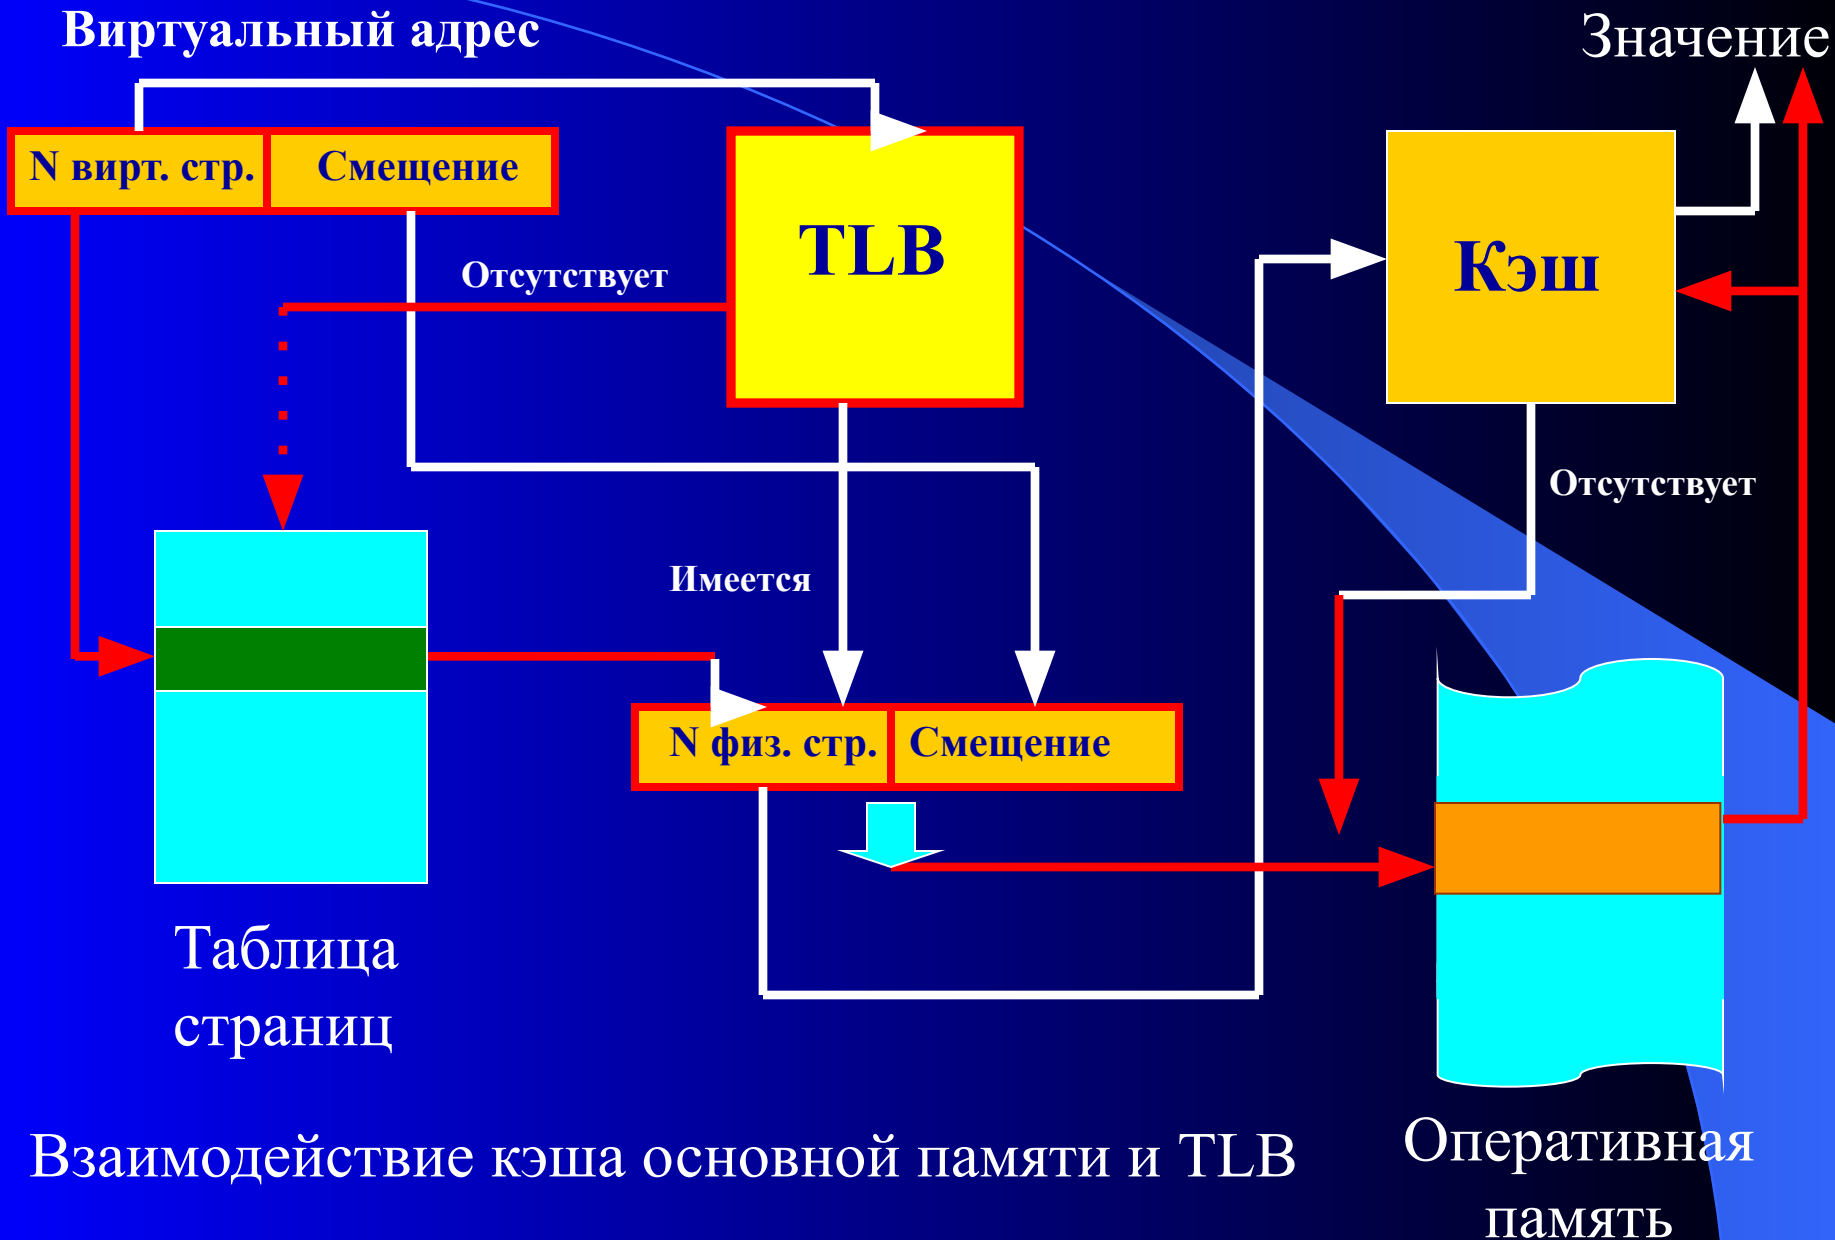 Виртуальный адрес
Значение
N вирт. стр.
Смещение
TLB
Кэш
Отсутствует
Отсутствует
Имеется
N физ. стр.
Смещение
Таблица
страниц
Оперативная
память
Взаимодействие кэша основной памяти и TLB